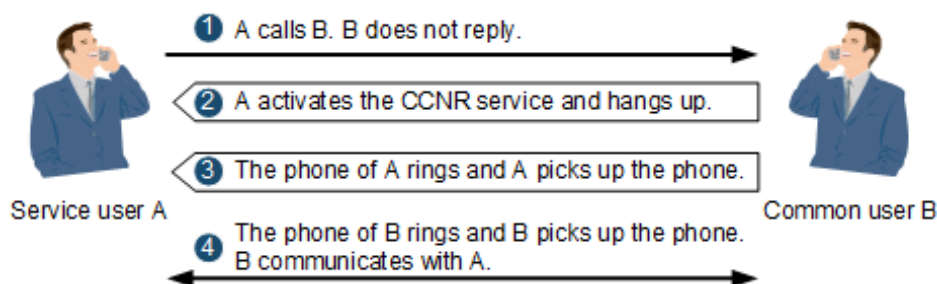 1 A calls B. B does not reply.
2 A activates the CCNR service and hangs up.
3 The phone of A rings and A picks up the phone.
Service user A
Common user B
4 The phone of B rings and B picks up the phone.
B communicates with A.